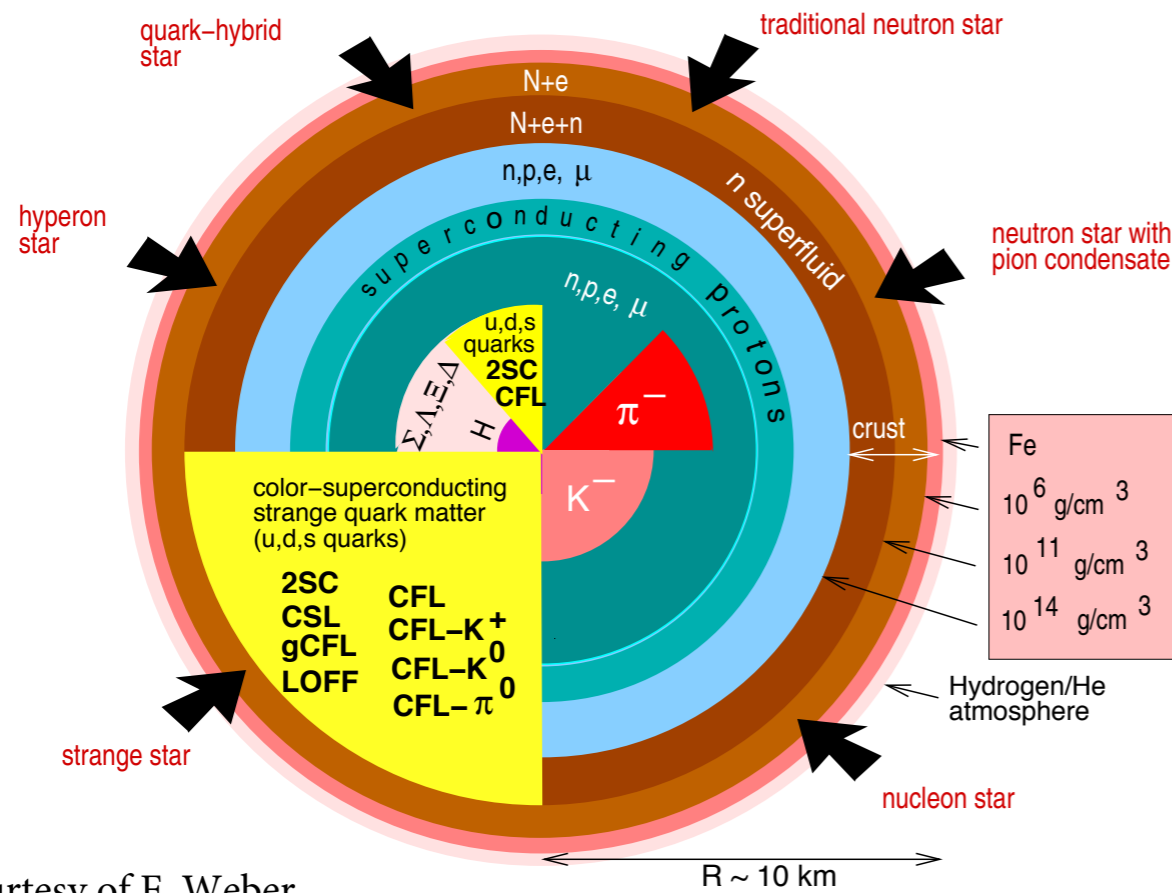 quark−hybrid
star
traditional neutron star
N+e
N+e+n
n,p,e, μ
n superfluid
hyperon
star
neutron star with
pion condensate
superconducting protons
n,p,e, μ
u,d,s
quarks
2SC
CFL
Σ,Λ,Ξ,Δ
H
π⁻
K⁻
crust
Fe
10⁶ g/cm³
10¹¹ g/cm³
10¹⁴ g/cm³
Hydrogen/He
atmosphere
color−superconducting
strange quark matter
(u,d,s quarks)
2SC
CSL
gCFL
LOFF
CFL
CFL−K⁺
CFL−K⁰
CFL−π⁰
strange star
nucleon star
R ~ 10 km
of F. Weber